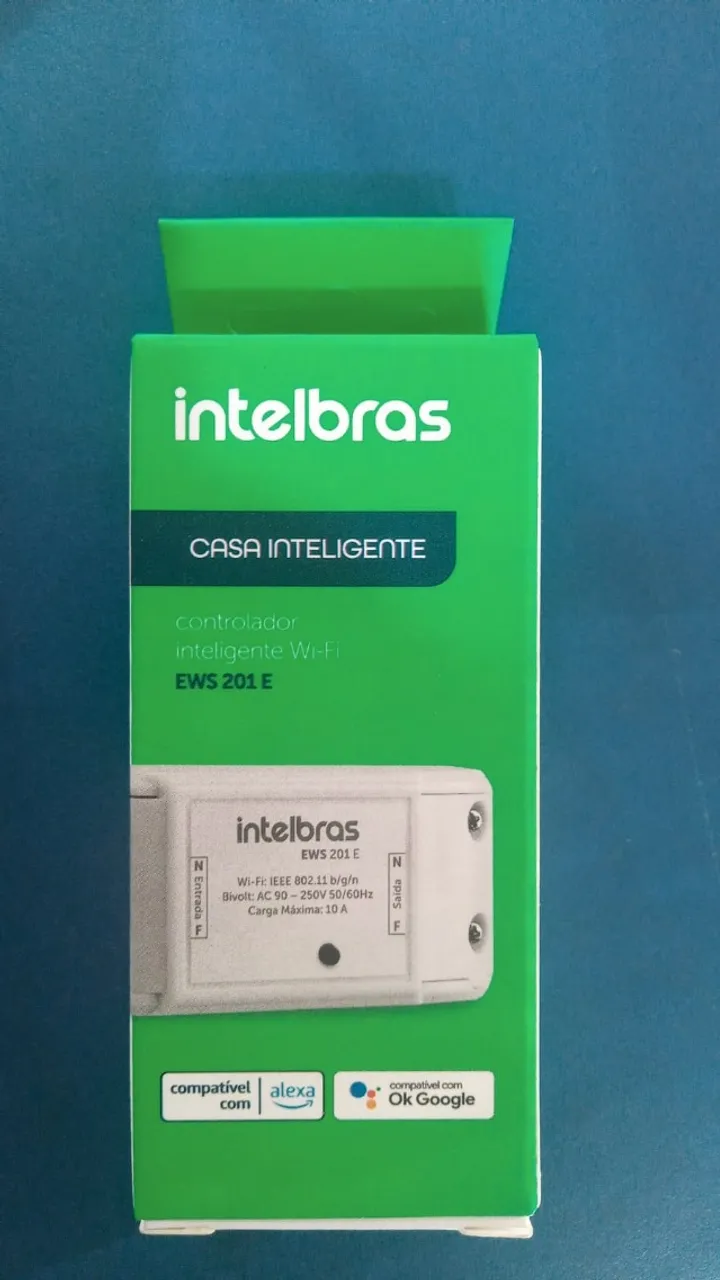 intelbras
CASA INTELIGENTE
controlador
inteligente Wi-Fi
EWS 201 E
intelbras
EWS 201 E
N Entrada F
Wi-Fi: IEEE 802.11 b/g/n
Bivolt: AC 90 – 250V 50/60Hz
Carga Máxima: 10 A
N Saída F
compatível
com
alexa
compatível com
Ok Google